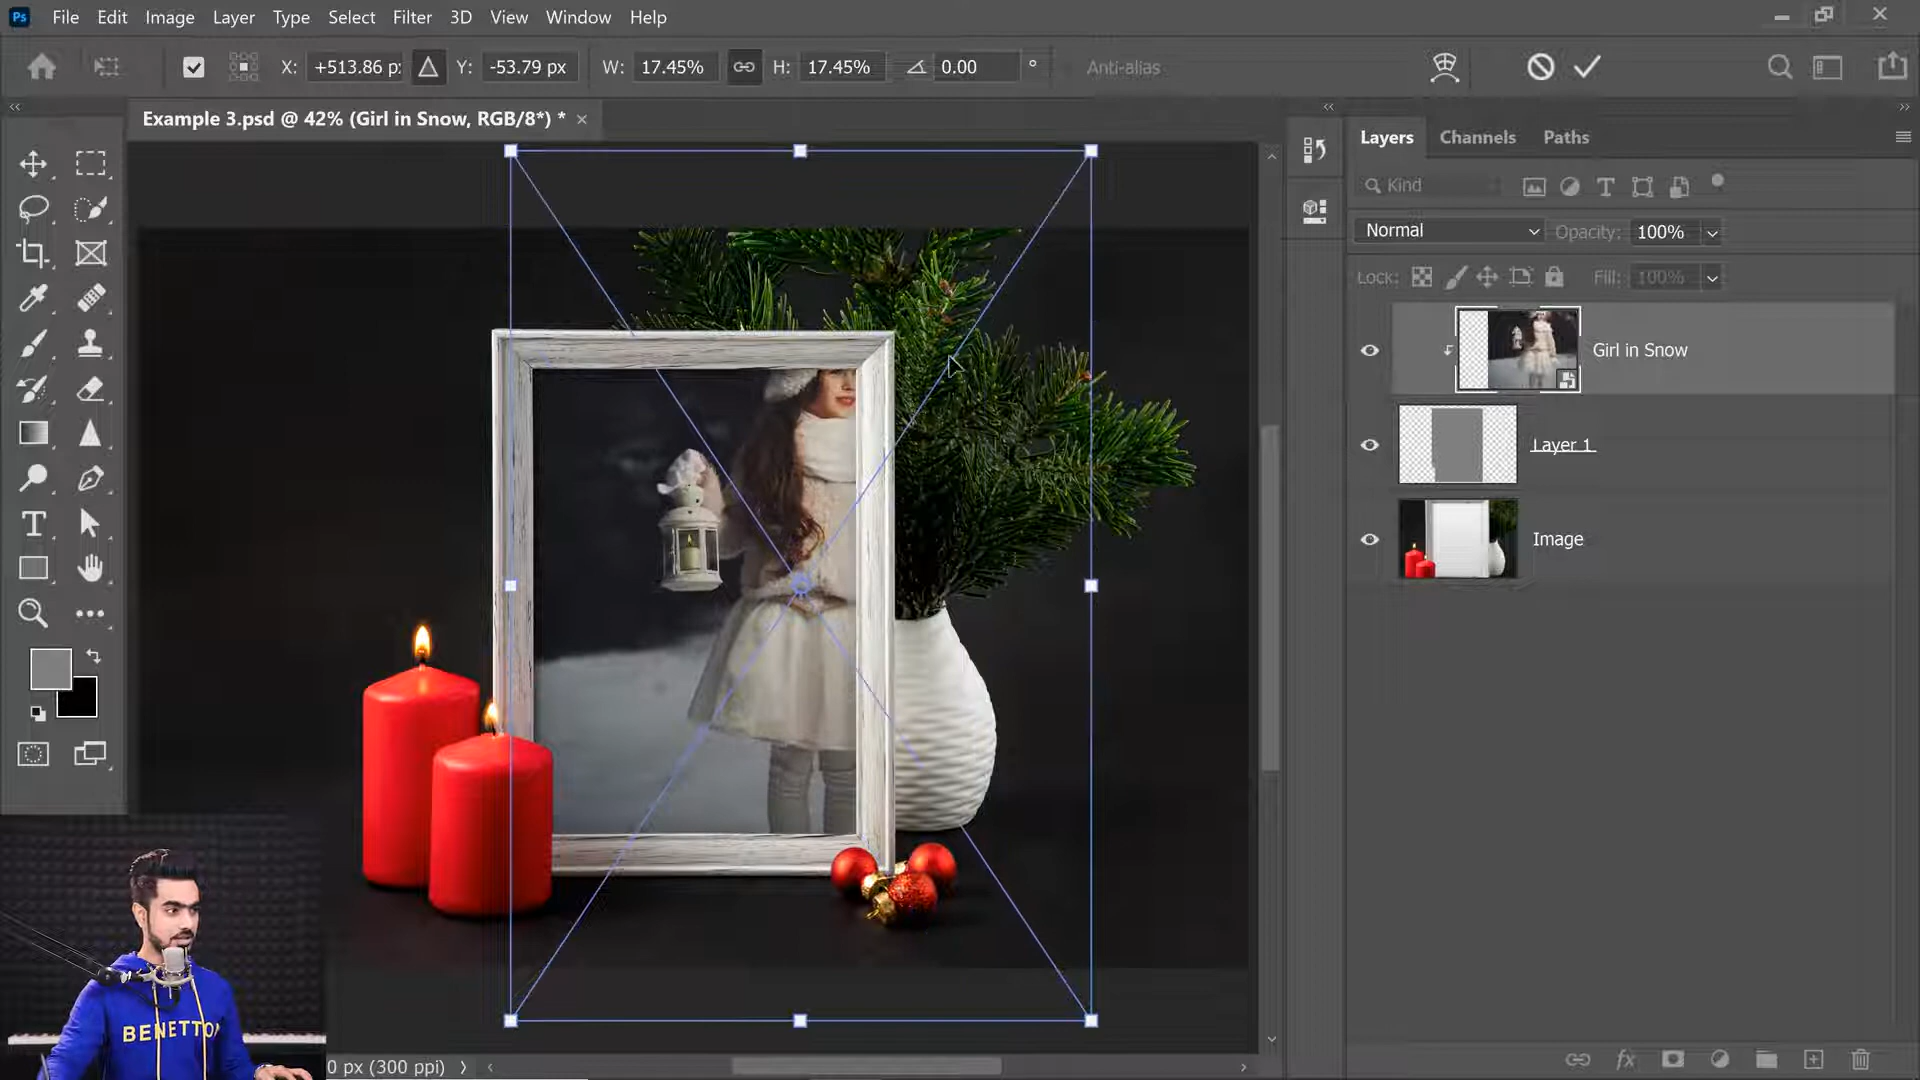 Ps File Edit Image Layer Type Select Filter 3D View Window Help
X: +513.86 p: Y: -53.79 px W: 17.45% H: 17.45% 0.00 ° Anti-alias
Example 3.psd @ 42% (Girl in Snow, RGB/8*) * ×
Layers Channels Paths
Kind
Normal Opacity: 100%
Lock: Fill: 100%
Girl in Snow
Layer 1
Image
BENETTO
0 px (300 ppi)